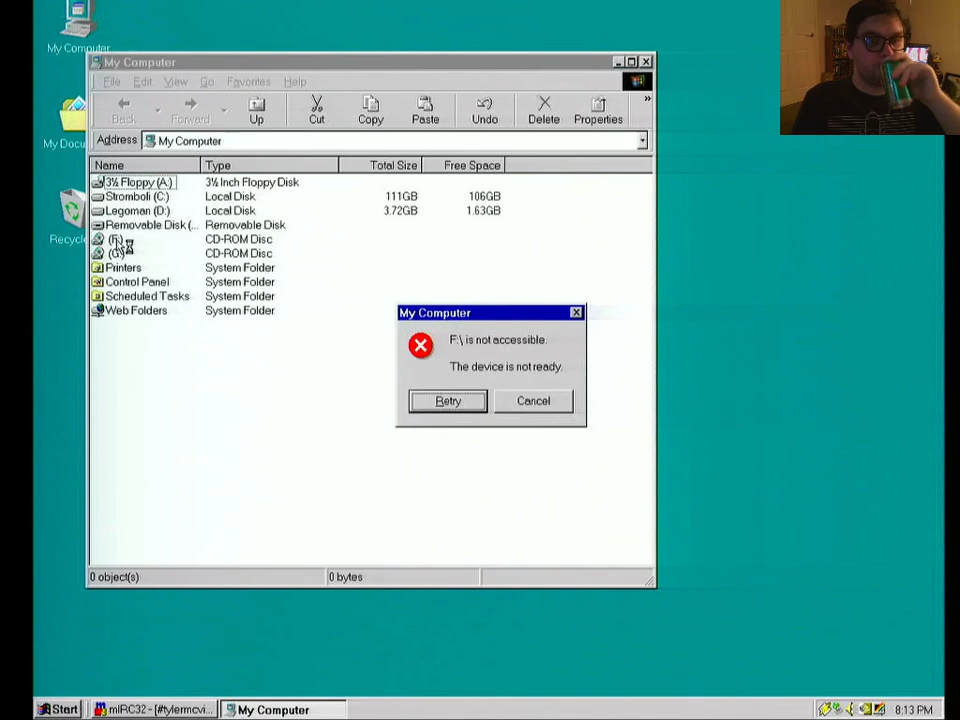 My Computer
My Computer
File Edit View Go Favorites Help
Back Forward Up Cut Copy Paste Undo Delete Properties »
Address My Computer
Name Type Total Size Free Space
3½ Floppy (A:) 3½ Inch Floppy Disk
Stromboli (C:) Local Disk 111GB 106GB
Legoman (D:) Local Disk 3.72GB 1.63GB
Removable Disk (... Removable Disk
(F:) CD-ROM Disc
(G:) CD-ROM Disc
Printers System Folder
Control Panel System Folder
Scheduled Tasks System Folder
Web Folders System Folder
My Docu
Recycle
My Computer
F:\ is not accessible.
The device is not ready.
Retry Cancel
0 object(s) 0 bytes
Start mIRC32 - [#tylermcvi... My Computer 8:13 PM